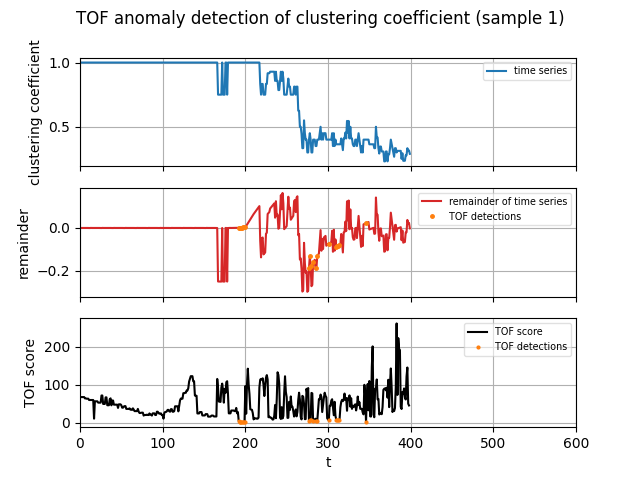 TOF anomaly detection of clustering coefficient (sample 1)
clustering coefficient
1.0
0.5
time series
remainder
0.0
−0.2
remainder of time series
TOF detections
TOF score
200
100
0
TOF score
TOF detections
0 100 200 300 400 500 600
t